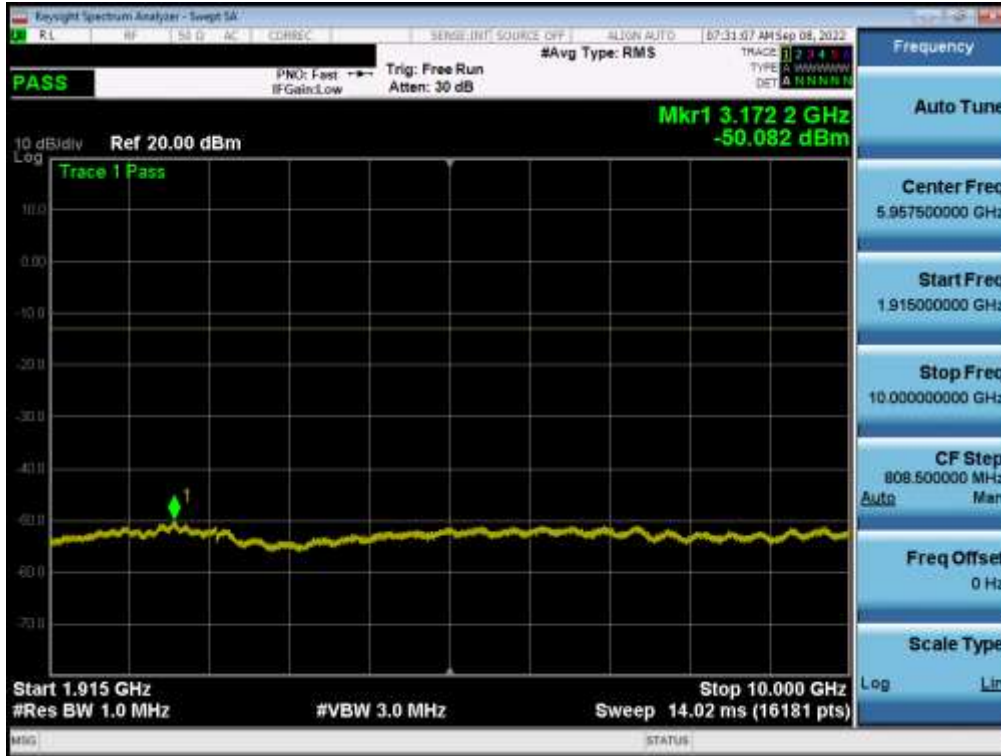 Keysight Spectrum Analyzer - Swept SA
RL RF 50 Ω AC CORREC SENSE:INT SOURCE OFF ALIGN AUTO 07:31:07 AM Sep 08, 2022
#Avg Type: RMS
TRACE 1 2 3 4 5 6
TYPE A WWWWW
DET A N N N N N
PASS
PNO: Fast
IFGain:Low
Trig: Free Run
Atten: 30 dB
Mkr1 3.172 2 GHz
-50.082 dBm
10 dB/div
Log
Ref 20.00 dBm
Trace 1 Pass
10.0
0.00
-10.0
-20.0
-30.0
-40.0
-50.0
-60.0
-70.0
1
Start 1.915 GHz
Stop 10.000 GHz
#Res BW 1.0 MHz
#VBW 3.0 MHz
Sweep 14.02 ms (16181 pts)
MSG
STATUS
Frequency
Auto Tune
Center Freq
5.957500000 GHz
Start Freq
1.915000000 GHz
Stop Freq
10.000000000 GHz
CF Step
808.500000 MHz
Auto Man
Freq Offset
0 Hz
Scale Type
Log Lin